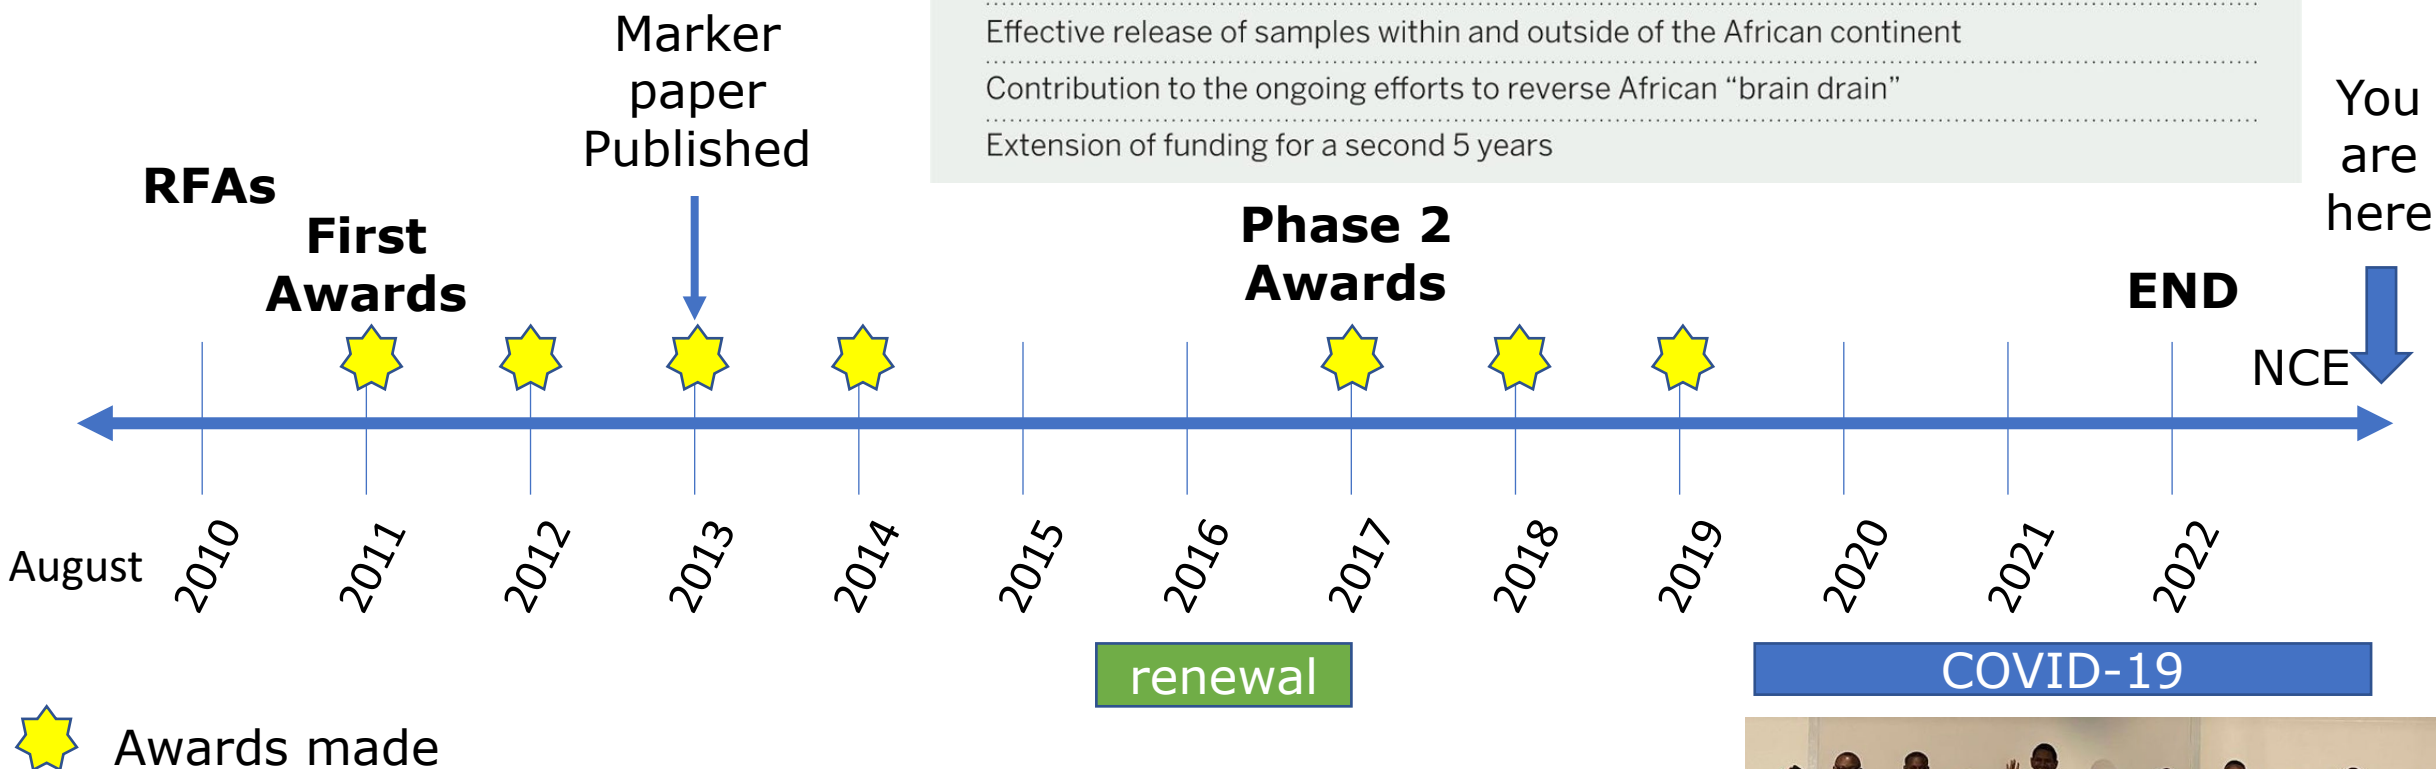 Effective release of samples within and outside of the African continent
Contribution to the ongoing efforts to reverse African “brain drain”
Extension of funding for a second 5 years
Marker
paper
Published
You
are
here
RFAs
First
Awards
Phase 2
Awards
END
NCE
August
2010
2011
2012
2013
2014
2015
2016
2017
2018
2019
2020
2021
2022
renewal
COVID-19
Awards made